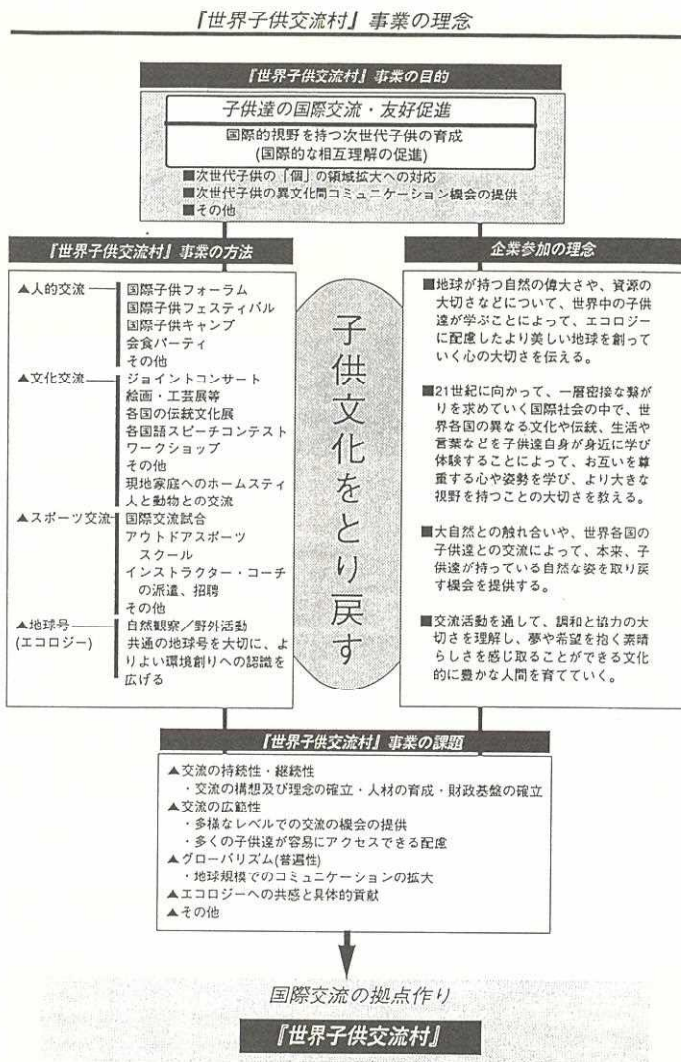 『世界子供交流村』事業の理念
『世界子供交流村』事業の目的
子供達の国際交流・友好促進
国際的視野を持つ次世代子供の育成
(国際的な相互理解の促進)
■次世代子供の「個」の領域拡大への対応
■次世代子供の異文化間コミュニケーション機会の提供
■その他
『世界子供交流村』事業の方法
▲人的交流
国際子供フォーラム
国際子供フェスティバル
国際子供キャンプ
会食パーティ
その他
▲文化交流
ジョイントコンサート
絵画・工芸展等
各国の伝統文化展
各国語スピーチコンテスト
ワークショップ
その他
現地家庭へのホームスティ
人と動物との交流
▲スポーツ交流
国際交流試合
アウトドアスポーツ
スクール
インストラクター・コーチ
の派遣、招聘
その他
▲地球号
(エコロジー)
自然観察／野外活動
共通の地球号を大切に、よ
りよい環境創りへの認識を
広げる
子供文化をとり戻す
企業参加の理念
■地球が持つ自然の偉大さや、資源の
大切さなどについて、世界中の子供
達が学ぶことによって、エコロジー
に配慮したより美しい地球を創って
いく心の大切さを伝える。
■21世紀に向かって、一層密接な繋が
りを求めていく国際社会の中で、世
界各国の異なる文化や伝統、生活や
言葉などを子供達自身が身近に学び
体験することによって、お互いを尊
重する心や姿勢を学び、より大きな
視野を持つことの大切さを教える。
■大自然との触れ合いや、世界各国の
子供達との交流によって、本来、子
供達が持っている自然な姿を取り戻
す機会を提供する。
■交流活動を通して、調和と協力の大
切さを理解し、夢や希望を抱く素晴
らしさを感じ取ることができる文化
的に豊かな人間を育てていく。
『世界子供交流村』事業の課題
▲交流の持続性・継続性
・交流の構想及び理念の確立・人材の育成・財政基盤の確立
▲交流の広範性
・多様なレベルでの交流の機会の提供
・多くの子供達が容易にアクセスできる配慮
▲グローバリズム(普遍性)
・地球規模でのコミュニケーションの拡大
▲エコロジーへの共感と具体的貢献
▲その他
国際交流の拠点作り
『世界子供交流村』